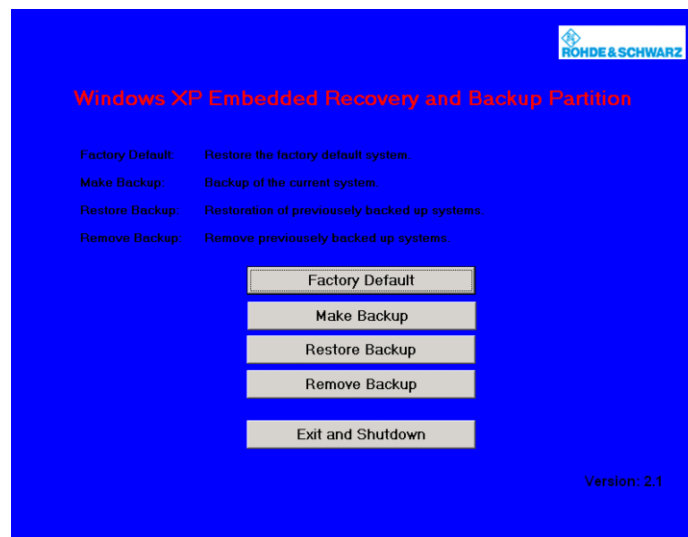 ROHDE & SCHWARZ
Windows XP Embedded Recovery and Backup Partition
Factory Default: Restore the factory default system.
Make Backup: Backup of the current system.
Restore Backup: Restoration of previousely backed up systems.
Remove Backup: Remove previousely backed up systems.
Factory Default
Make Backup
Restore Backup
Remove Backup
Exit and Shutdown
Version: 2.1